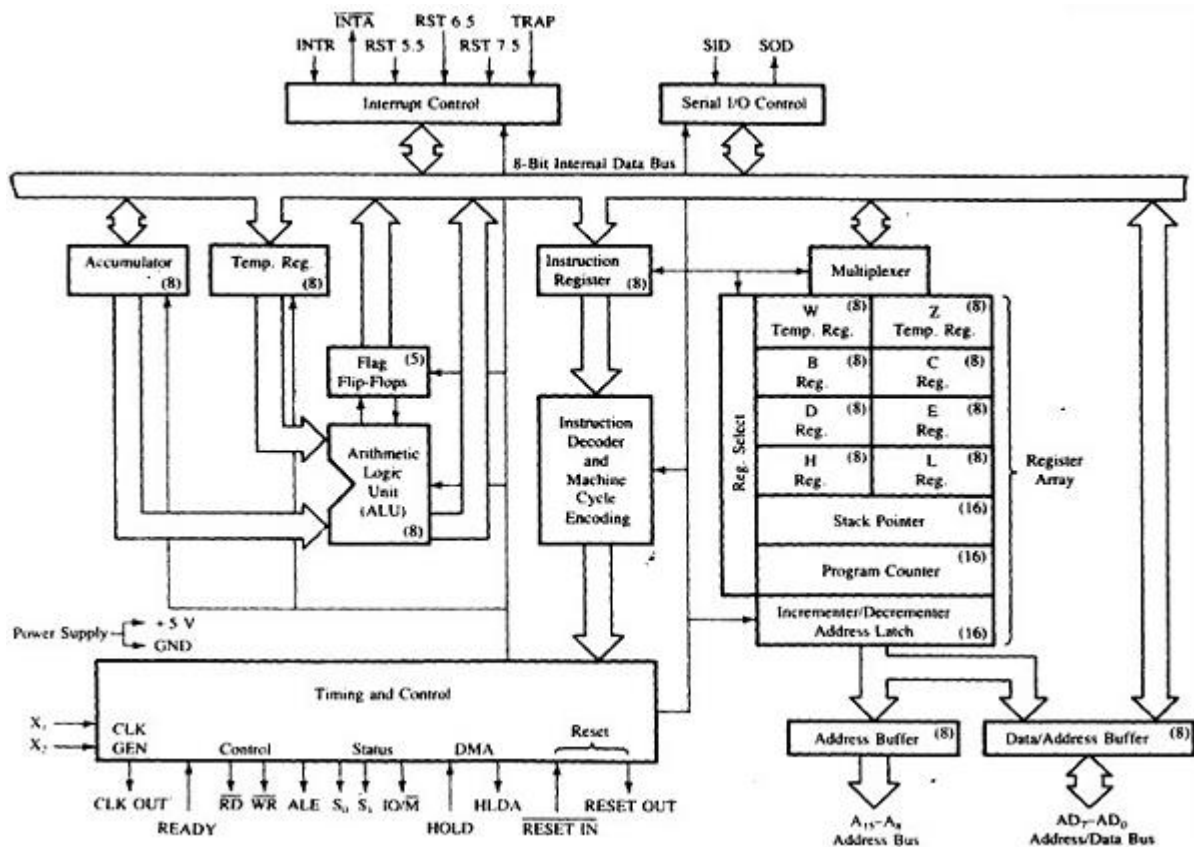 INTA
RST 6.5
TRAP
INTR
RST 5.5
RST 7.5
SID
SOD
Interrupt Control
Serial I/O Control
8-Bit Internal Data Bus
Accumulator
(8)
Temp. Reg.
(8)
Instruction
Register
(8)
Multiplexer
W (8)
Temp. Reg.
Z (8)
Temp. Reg.
Flag (5)
Flip-Flops
B (8)
Reg.
C (8)
Reg.
D (8)
Reg.
E (8)
Reg.
H (8)
Reg.
L (8)
Reg.
Reg. Select
Register
Array
Arithmetic
Logic
Unit
(ALU)
(8)
Instruction
Decoder
and
Machine
Cycle
Encoding
Stack Pointer (16)
Program Counter (16)
Incrementer/Decrementer
Address Latch (16)
Power Supply
+5 V
GND
Timing and Control
X₁
X₂
CLK
GEN
Control
Status
DMA
Reset
Address Buffer (8)
Data/Address Buffer (8)
CLK OUT
READY
RD
WR
ALE
S₀
S₁
IO/M
HOLD
HLDA
RESET IN
RESET OUT
A₁₅–A₈
Address Bus
AD₇–AD₀
Address/Data Bus